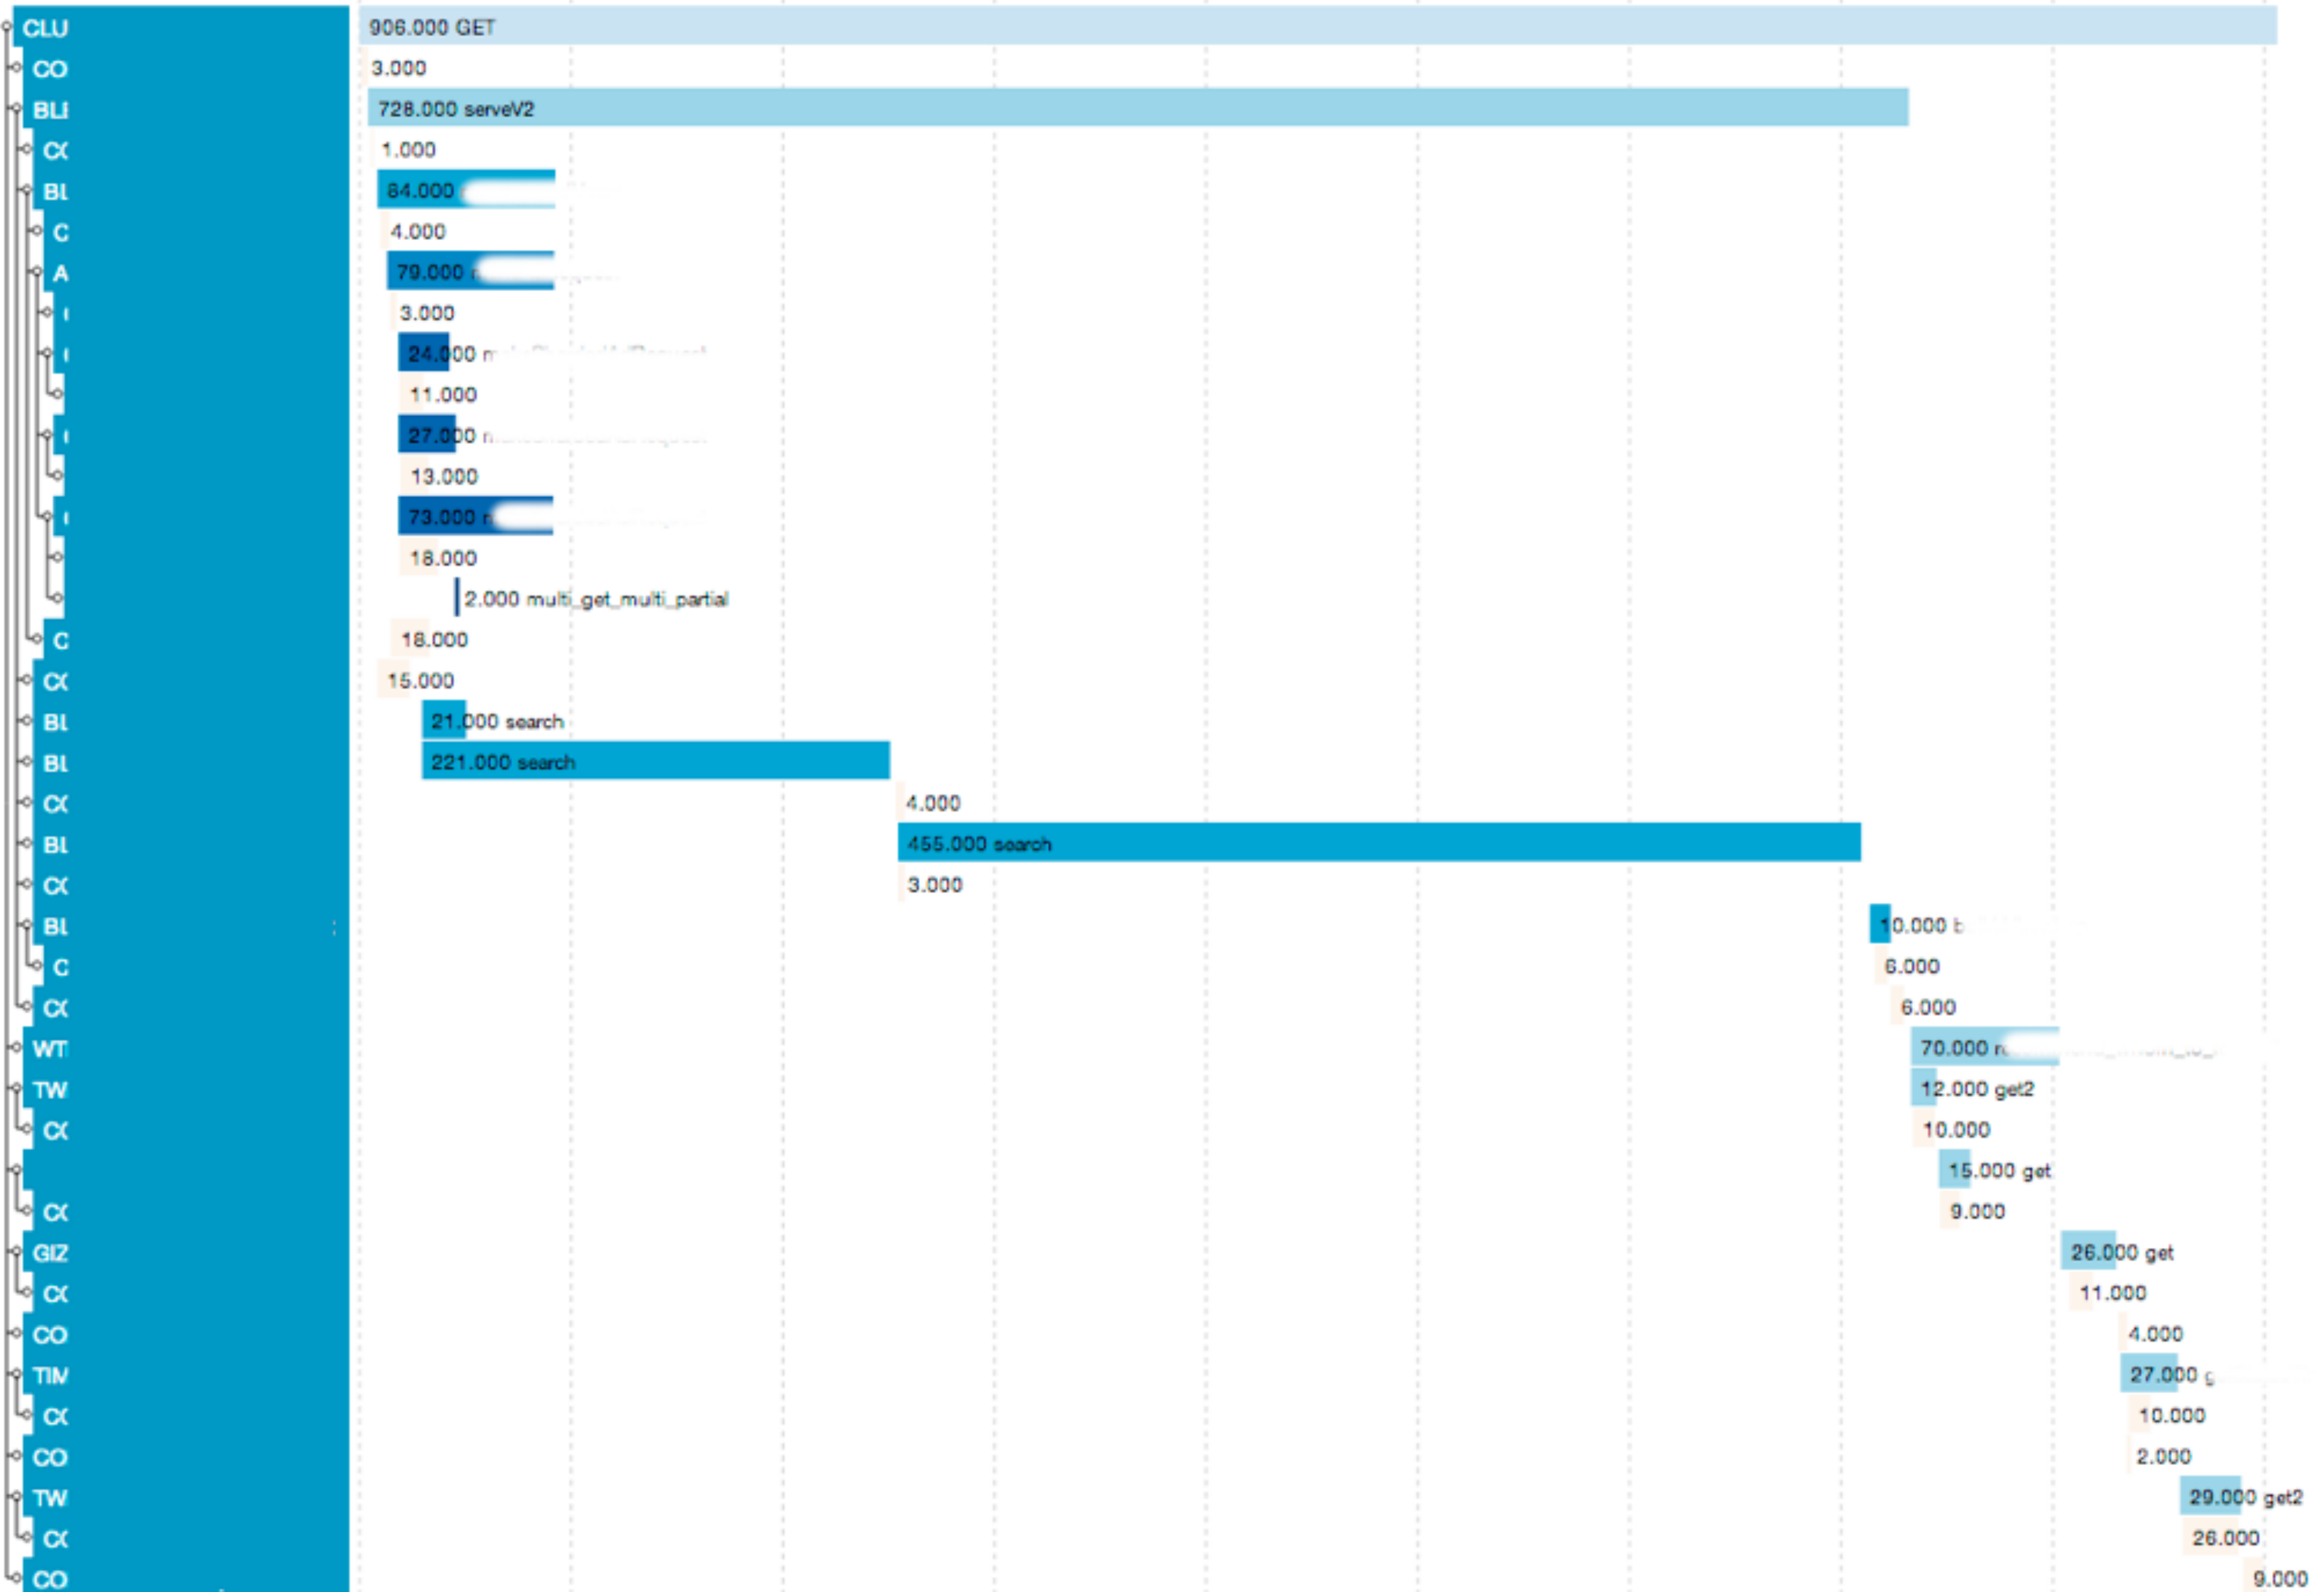 CLU 906.000 GET
CO 3.000
BLE 728.000 serveV2
CC 1.000
BL 84.000
C 4.000
A 79.000
3.000
24.000
11.000
27.000
13.000
73.000
18.000
2.000 multi_get_multi_partial
C 18.000
CC 15.000
BL 21.000 search
BL 221.000 search
CC 4.000
BL 455.000 search
CC 3.000
BL 10.000 b
C 6.000
CC 6.000
WT 70.000
TW 12.000 get2
CC 10.000
15.000 get
CC 9.000
GIZ 26.000 get
CC 11.000
CO 4.000
TIM 27.000 g
CC 10.000
CO 2.000
TW 29.000 get2
CC 26.000
CO 9.000